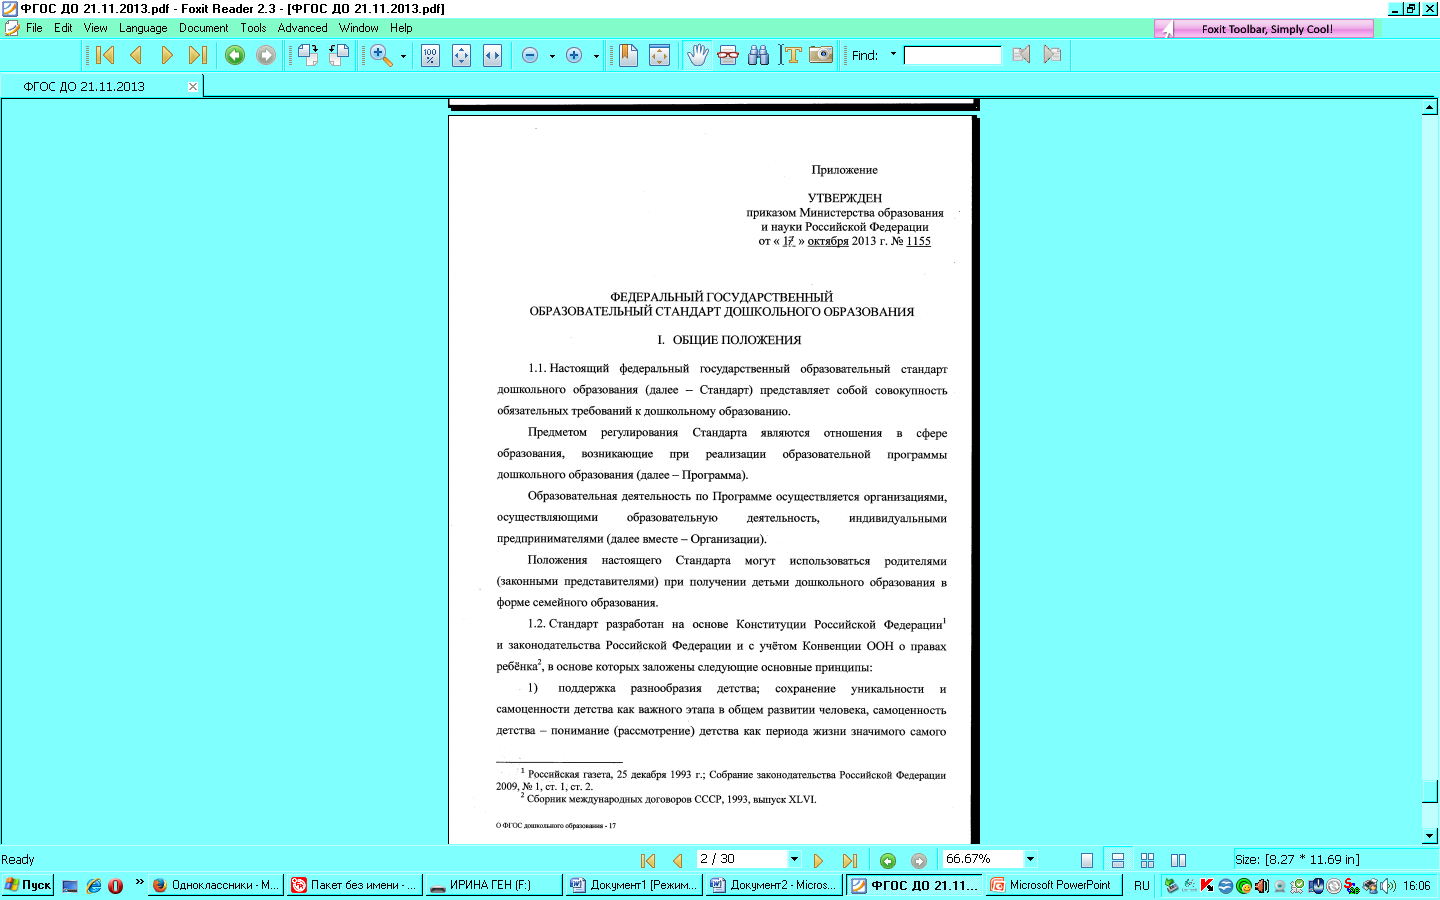 ФГОС ДО 21.11.2013.pdf - Foxit Reader 2.3 - [ФГОС ДО 21.11.2013.pdf]
File Edit View Language Document Tools Advanced Window Help
Foxit Toolbar, Simply Cool!
100 %
Find:
ФГОС ДО 21.11.2013
Приложение
УТВЕРЖДЕН
приказом Министерства образования
и науки Российской Федерации
от « 17 » октября 2013 г. № 1155
ФЕДЕРАЛЬНЫЙ ГОСУДАРСТВЕННЫЙ
ОБРАЗОВАТЕЛЬНЫЙ СТАНДАРТ ДОШКОЛЬНОГО ОБРАЗОВАНИЯ
I. ОБЩИЕ ПОЛОЖЕНИЯ
1.1. Настоящий федеральный государственный образовательный стандарт
дошкольного образования (далее – Стандарт) представляет собой совокупность
обязательных требований к дошкольному образованию.
Предметом регулирования Стандарта являются отношения в сфере
образования, возникающие при реализации образовательной программы
дошкольного образования (далее – Программа).
Образовательная деятельность по Программе осуществляется организациями,
осуществляющими образовательную деятельность, индивидуальными
предпринимателями (далее вместе – Организации).
Положения настоящего Стандарта могут использоваться родителями
(законными представителями) при получении детьми дошкольного образования в
форме семейного образования.
1.2. Стандарт разработан на основе Конституции Российской Федерации1
и законодательства Российской Федерации и с учётом Конвенции ООН о правах
ребёнка2, в основе которых заложены следующие основные принципы:
1) поддержка разнообразия детства; сохранение уникальности и
самоценности детства как важного этапа в общем развитии человека, самоценность
детства – понимание (рассмотрение) детства как периода жизни значимого самого
1 Российская газета, 25 декабря 1993 г.; Собрание законодательства Российской Федерации
2009, № 1, ст. 1, ст. 2.
2 Сборник международных договоров СССР, 1993, выпуск XLVI.
О ФГОС дошкольного образования - 17
Ready
2 / 30
66.67%
Size: [8.27 * 11.69 in]
Пуск
Одноклассники - M...
Пакет без имени - ...
ИРИНА ГЕН (F:)
Документ1 [Режим...
Документ2 - Micros...
ФГОС ДО 21.11...
Microsoft PowerPoint
RU
16:06